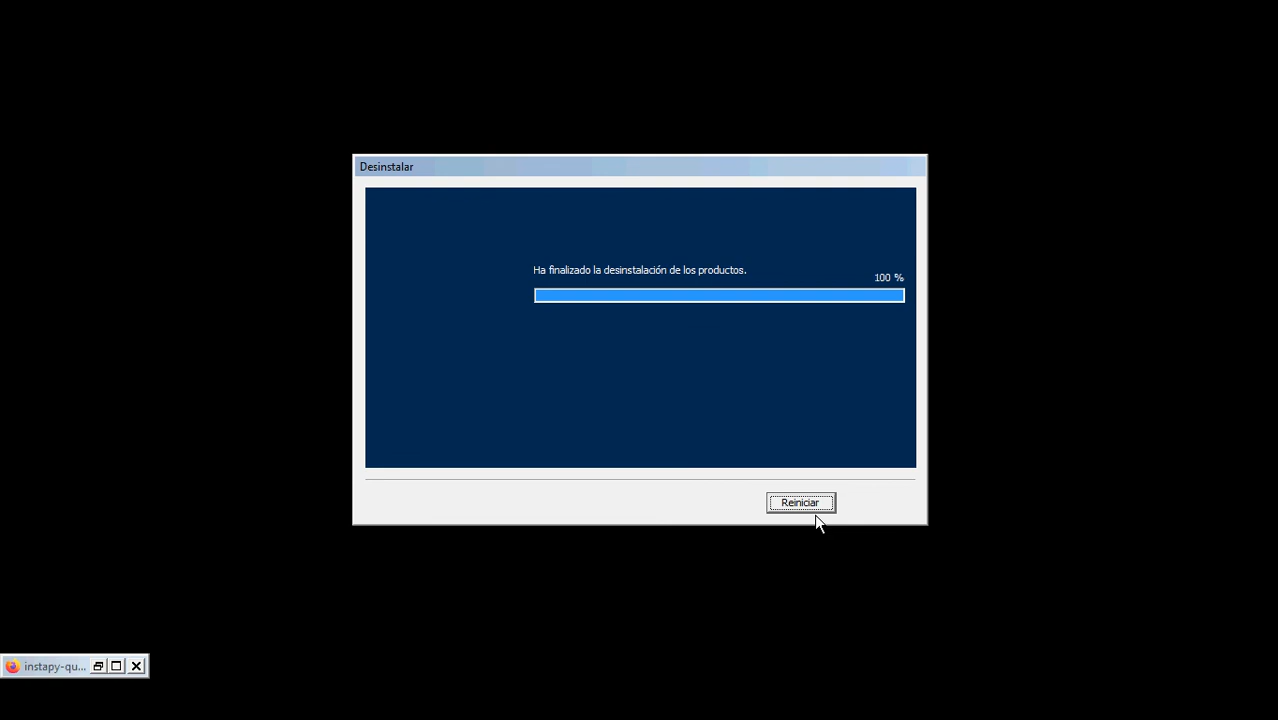 Desinstalar
Ha finalizado la desinstalación de los productos.
100 %
Reiniciar
instapy-qu...